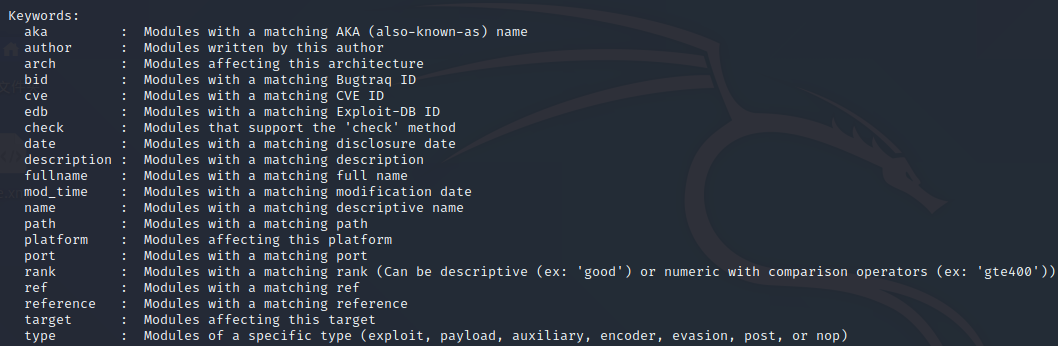 Keywords:
  aka         :  Modules with a matching AKA (also-known-as) name
  author      :  Modules written by this author
  arch        :  Modules affecting this architecture
  bid         :  Modules with a matching Bugtraq ID
  cve         :  Modules with a matching CVE ID
  edb         :  Modules with a matching Exploit-DB ID
  check       :  Modules that support the 'check' method
  date        :  Modules with a matching disclosure date
  description :  Modules with a matching description
  fullname    :  Modules with a matching full name
  mod_time    :  Modules with a matching modification date
  name        :  Modules with a matching descriptive name
  path        :  Modules with a matching path
  platform    :  Modules affecting this platform
  port        :  Modules with a matching port
  rank        :  Modules with a matching rank (Can be descriptive (ex: 'good') or numeric with comparison operators (ex: 'gte400'))
  ref         :  Modules with a matching ref
  reference   :  Modules with a matching reference
  target      :  Modules affecting this target
  type        :  Modules of a specific type (exploit, payload, auxiliary, encoder, evasion, post, or nop)